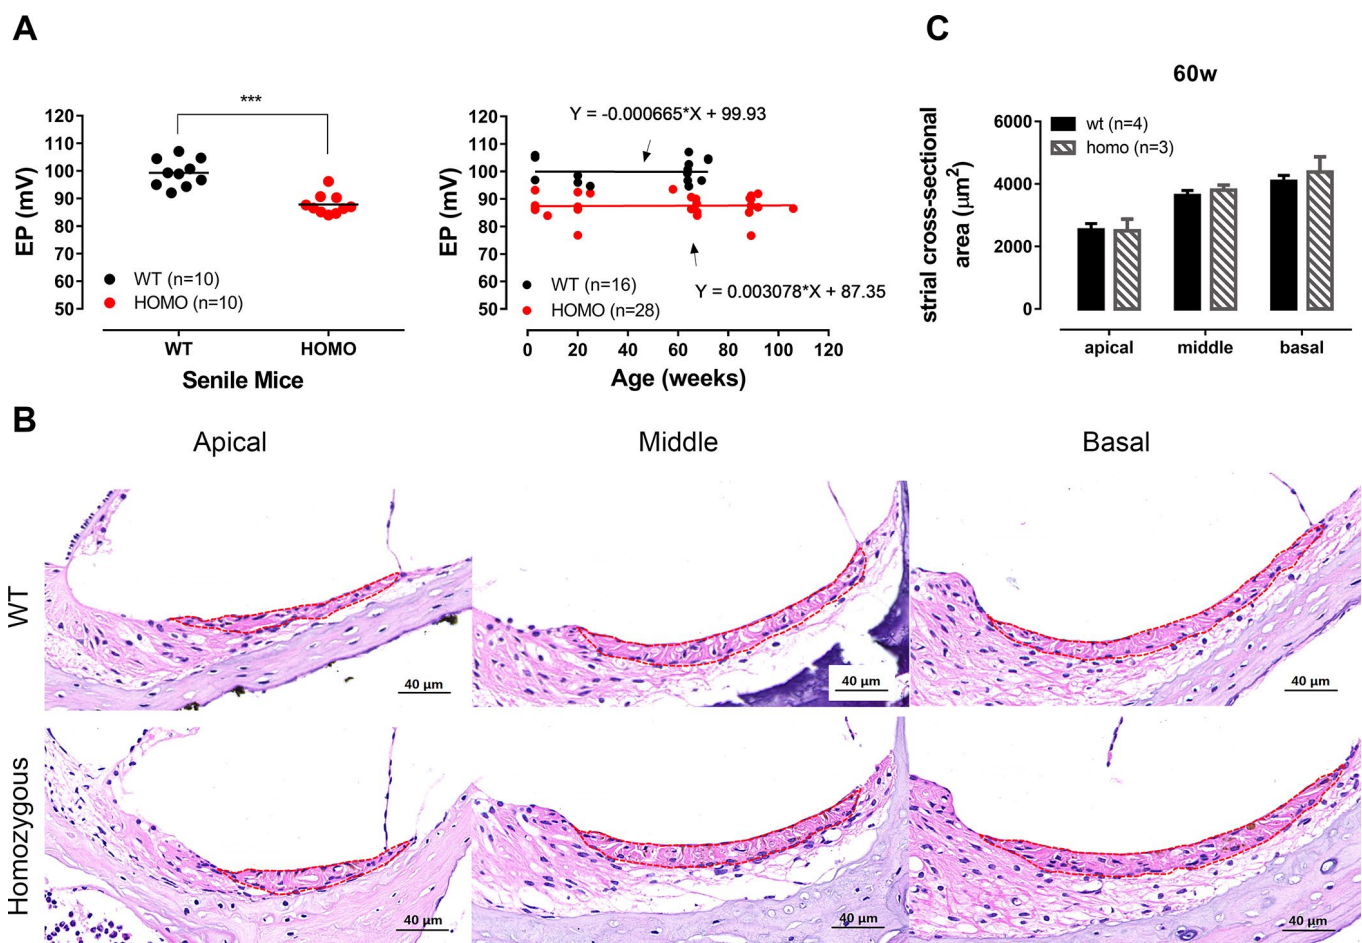 A
***
120
110
100
90
80
70
60
50
EP (mV)
WT (n=10)
HOMO (n=10)
WT
HOMO
Senile Mice
Y = -0.000665*X + 99.93
120
110
100
90
80
70
60
50
EP (mV)
WT (n=16)
HOMO (n=28)
Y = 0.003078*X + 87.35
0
20
40
60
80
100
120
Age (weeks)
C
60w
strial cross-sectional
area (μm²)
6000
4000
2000
0
wt (n=4)
homo (n=3)
apical
middle
basal
B
Apical
Middle
Basal
WT
40 μm
40 μm
40 μm
Homozygous
40 μm
40 μm
40 μm